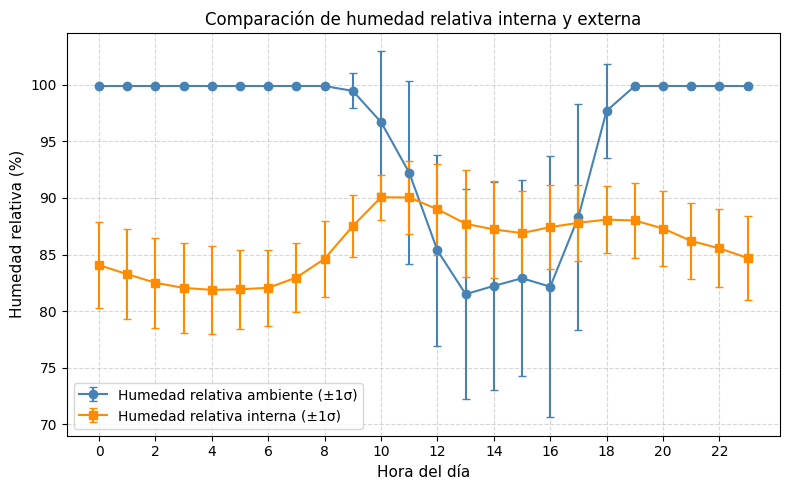 Comparación de humedad relativa interna y externa
Humedad relativa (%)
100
95
90
85
80
75
70
Humedad relativa ambiente (±1σ)
Humedad relativa interna (±1σ)
0 2 4 6 8 10 12 14 16 18 20 22
Hora del día